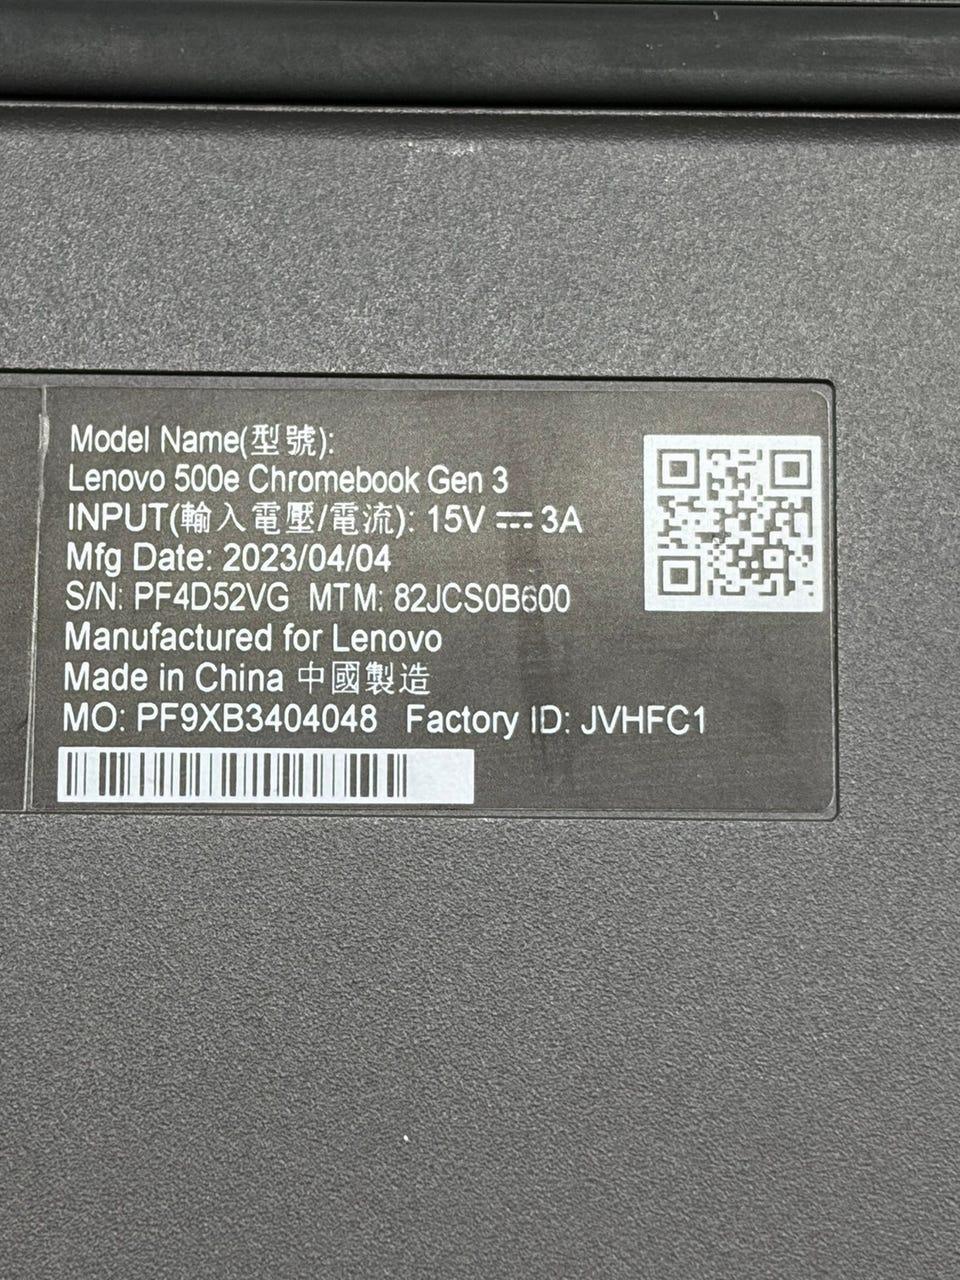 Model Name(型號):
Lenovo 500e Chromebook Gen 3
INPUT(輸入電壓/電流): 15V ⎓ 3A
Mfg Date: 2023/04/04
S/N: PF4D52VG MTM: 82JCS0B600
Manufactured for Lenovo
Made in China 中國製造
MO: PF9XB3404048 Factory ID: JVHFC1